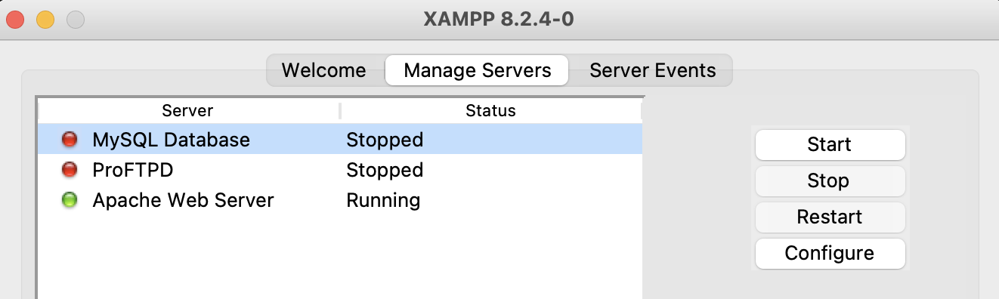 XAMPP 8.2.4-0
Welcome Manage Servers Server Events
Server Status
MySQL Database Stopped
ProFTPD Stopped
Apache Web Server Running
Start
Stop
Restart
Configure